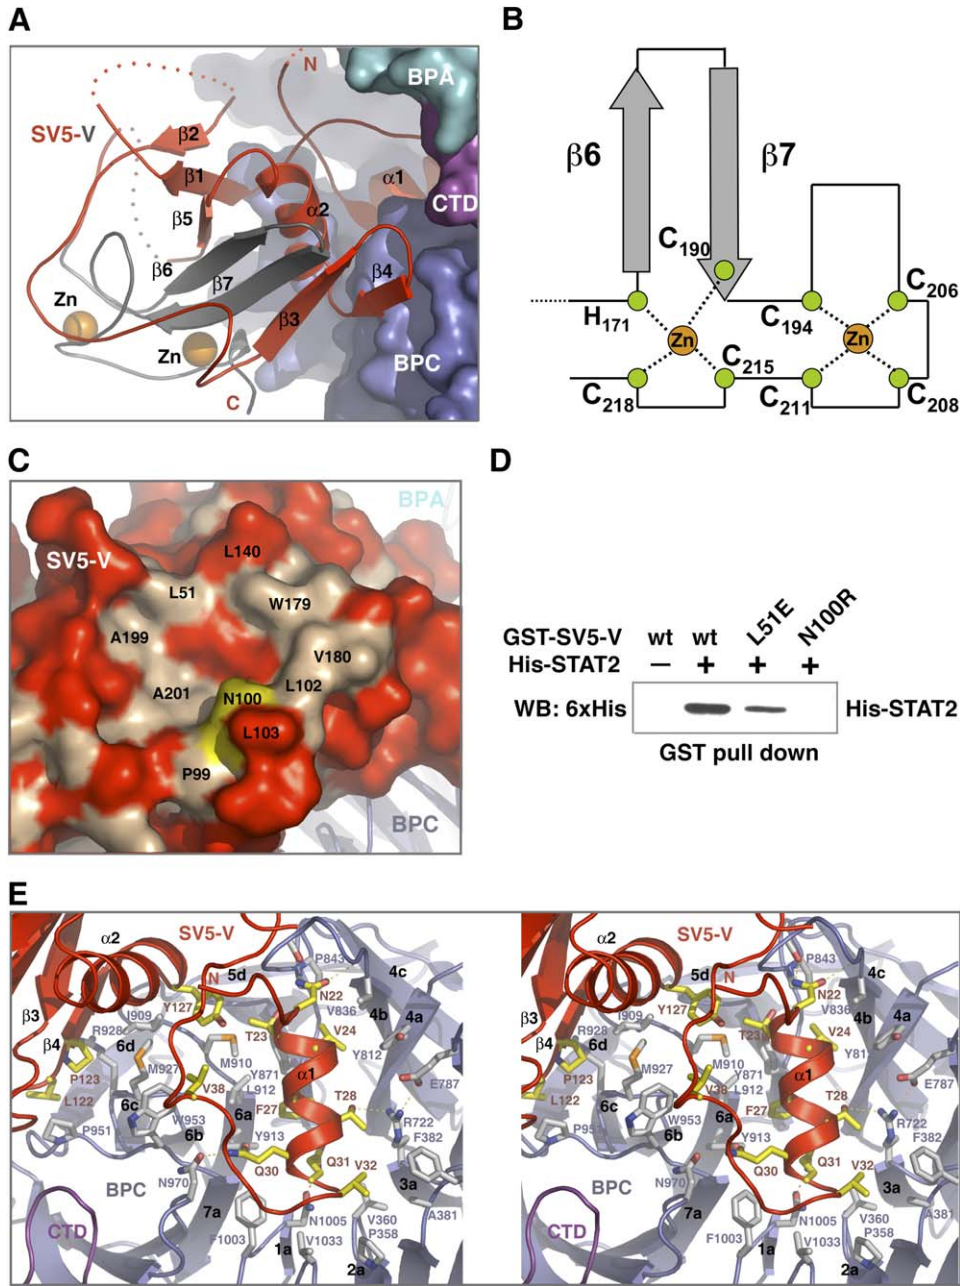 A
N
BPA
SV5-V
β2
β1
α1
CTD
β5
α2
β6
β7
β4
Zn
β3
Zn
BPC
C
B
β6
β7
C190
H171
Zn
C194
Zn
C206
C218
C215
C211
C208
C
BPA
SV5-V
L140
L51
W179
A199
V180
A201
L102
N100
L103
P99
BPC
D
GST-SV5-V wt wt L51E N100R
His-STAT2 – + + +
WB: 6xHis His-STAT2
GST pull down
E
α2
SV5-V
P843
N
5d
4c
N22
β3
Y127
V836
I909
4b
4a
R928
T23
V24
β4
6d
M910
Y812
M927
Y871
α1
P123
E787
V38
L912
L122
6c
6a
F27
T28
R722
P951
W953
6b
Y913
F382
Q30
Q31
V32
BPC
N970
3a
7a
A381
N1005
V360
CTD
F1003
P358
1a
V1033
2a
α2
SV5-V
P843
N
5d
4c
N22
β3
Y127
V836
I909
4b
4a
R928
T23
V24
β4
6d
M910
Y81
M927
Y871
α1
P123
E787
V38
L912
L122
6c
6a
F27
T28
R722
P951
W953
6b
Y913
F382
Q30
Q31
V32
BPC
N970
3a
7a
A381
N1005
V360
CTD
F1003
P358
1a
V1033
2a